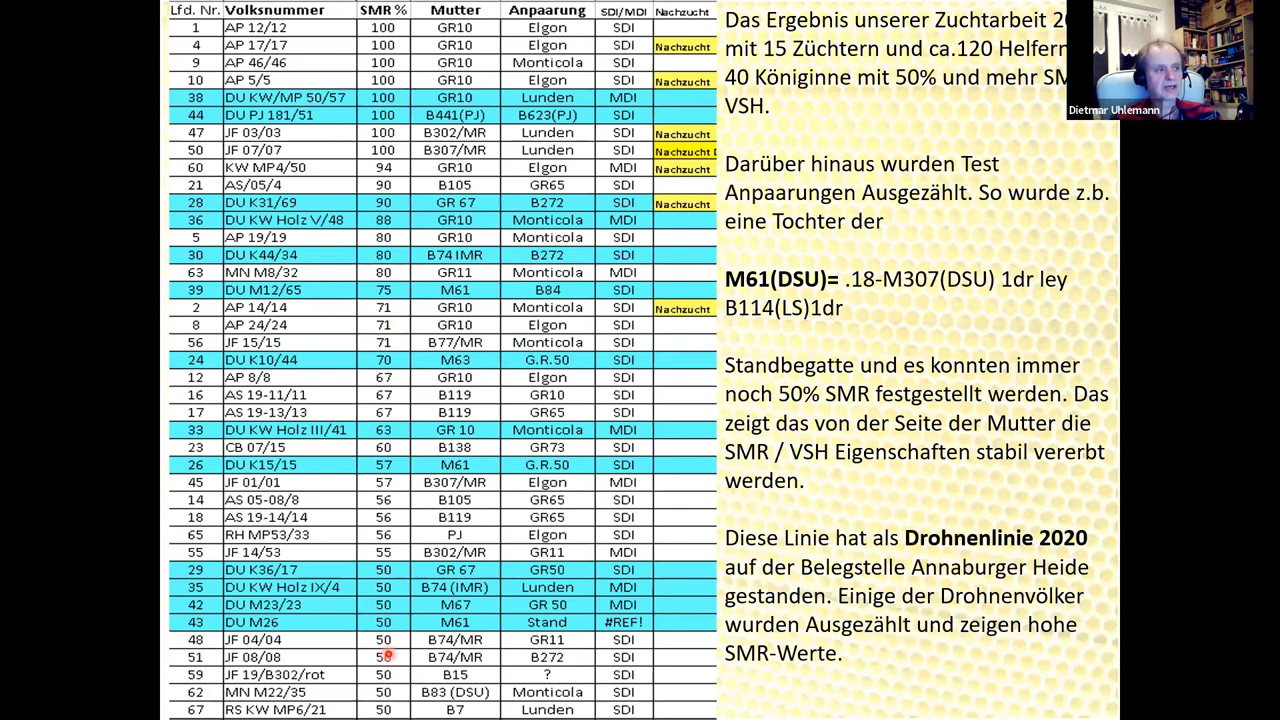 Lfd. Nr. Volksnummer SMR % Mutter Anpaarung SDI/MDI Nachzucht
1 AP 12/12 100 GR10 Elgon SDI
4 AP 17/17 100 GR10 Elgon SDI Nachzucht
9 AP 46/46 100 GR10 Monticola SDI
10 AP 5/5 100 GR10 Elgon SDI Nachzucht
38 DU KW/MP 50/57 100 GR10 Lunden MDI
44 DU PJ 181/51 100 B441(PJ) B623(PJ) SDI
47 JF 03/03 100 B302/MR Lunden SDI Nachzucht
50 JF 07/07 100 B307/MR Lunden SDI Nachzucht
60 KW MP4/50 94 GR10 Elgon MDI Nachzucht
21 AS/05/4 90 B105 GR65 SDI
28 DU K31/69 90 GR 67 B272 SDI Nachzucht
36 DU KW Holz V/48 88 GR10 Monticola MDI
5 AP 19/19 80 GR10 Monticola SDI
30 DU K44/34 80 B74 IMR B272 SDI
63 MN M8/32 80 GR11 Monticola MDI
39 DU M12/65 75 M61 B84 SDI
2 AP 14/14 71 GR10 Monticola SDI Nachzucht
8 AP 24/24 71 GR10 Elgon SDI
56 JF 15/15 71 B77/MR Monticola SDI
24 DU K10/44 70 M63 G.R.50 SDI
12 AP 8/8 67 GR10 Elgon SDI
16 AS 19-11/11 67 B119 GR10 SDI
17 AS 19-13/13 67 B119 GR65 SDI
33 DU KW Holz III/41 63 GR 10 Monticola MDI
23 CB 07/15 60 B138 GR73 SDI
26 DU K15/15 57 M61 G.R.50 SDI
45 JF 01/01 57 B307/MR Elgon MDI
14 AS 05-08/8 56 B105 GR65 SDI
18 AS 19-14/14 56 B119 GR65 SDI
65 RH MP53/33 56 PJ Elgon SDI
55 JF 14/53 55 B302/MR GR11 MDI
29 DU K36/17 50 GR 67 GR50 SDI
35 DU KW Holz IX/4 50 B74 (IMR) Lunden MDI
42 DU M23/23 50 M67 GR 50 MDI
43 DU M26 50 M61 Stand #REF!
48 JF 04/04 50 B74/MR GR11 SDI
51 JF 08/08 B74/MR B272 SDI
59 JF 19/B302/rot 50 B15 ? SDI
62 MN M22/35 50 B83 (DSU) Monticola MDI
67 RS KW MP6/21 50 B7 Lunden SDI
Das Ergebnis unserer Zuchtarbeit
mit 15 Züchtern und ca.120 Helfern
40 Königinne mit 50% und mehr
VSH.
Darüber hinaus wurden Test
Anpaarungen Ausgezählt. So wurde z.b.
eine Tochter der
M61(DSU)= .18-M307(DSU) 1dr ley
B114(LS)1dr
Standbegatte und es konnten immer
noch 50% SMR festgestellt werden. Das
zeigt das von der Seite der Mutter die
SMR / VSH Eigenschaften stabil vererbt
werden.
Diese Linie hat als Drohnenlinie 2020
auf der Belegstelle Annaburger Heide
gestanden. Einige der Drohnenvölker
wurden Ausgezählt und zeigen hohe
SMR-Werte.
Dietmar Uhlemann